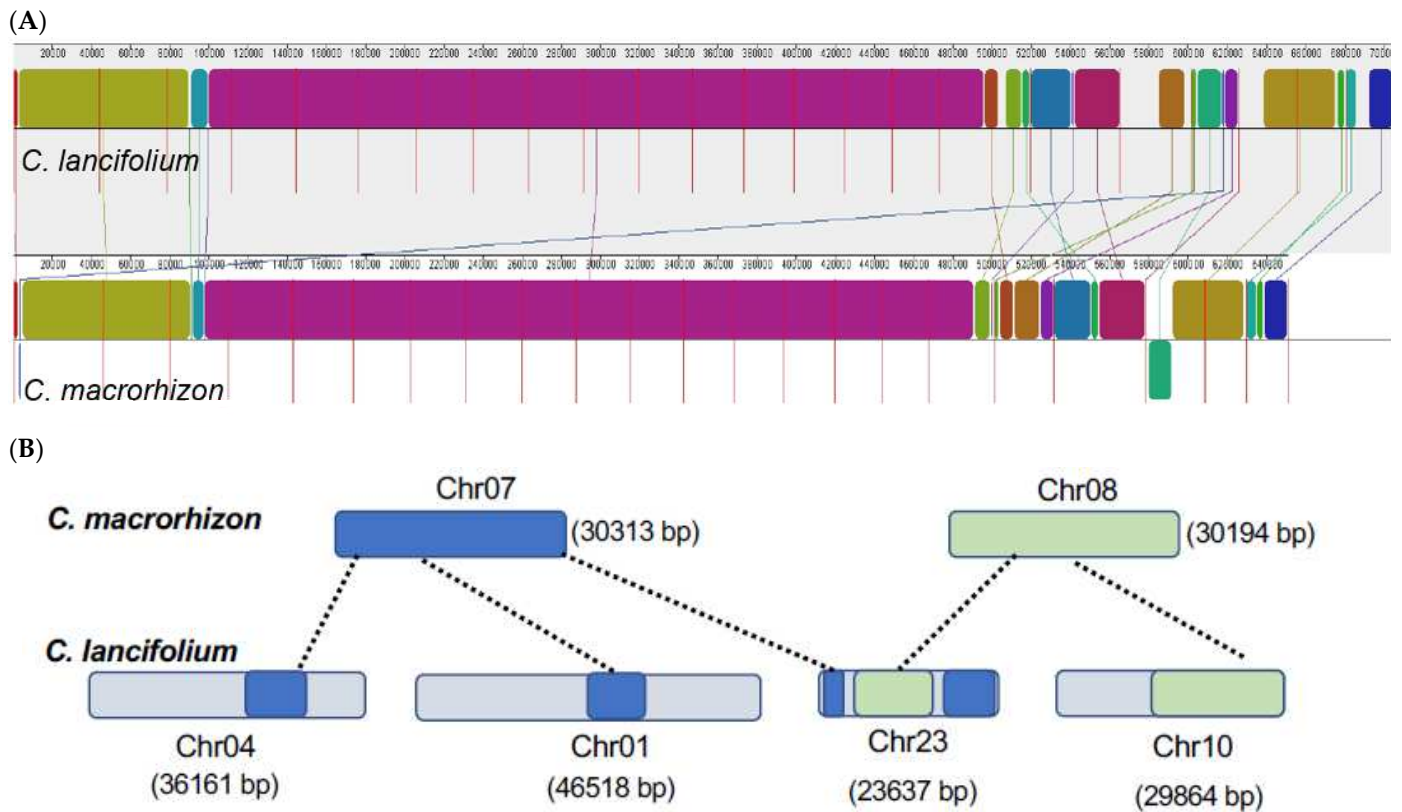 (A)
20000 40000 60000 80000 100000 120000 140000 160000 180000 200000 220000 240000 260000 280000 300000 320000 340000 360000 380000 400000 420000 440000 460000 480000 500000 520000 540000 560000 580000 600000 620000 640000 660000 680000 7000
C. lancifolium
20000 40000 60000 80000 100000 120000 140000 160000 180000 200000 220000 240000 260000 280000 300000 320000 340000 360000 380000 400000 420000 440000 460000 480000 500000 520000 540000 560000 580000 600000 620000 640000
C. macrorhizon
(B)
Chr07 Chr08
C. macrorhizon (30313 bp) (30194 bp)
C. lancifolium
Chr04 Chr01 Chr23 Chr10
(36161 bp) (46518 bp) (23637 bp) (29864 bp)